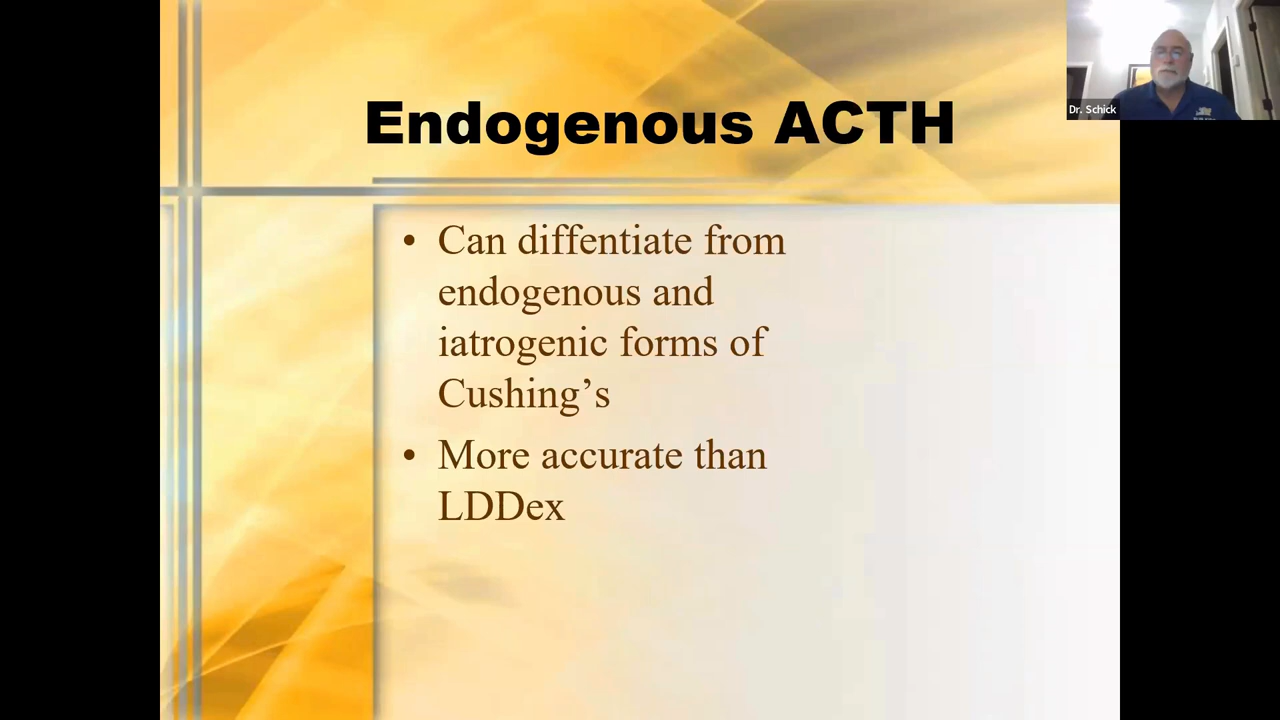 Endogenous ACTH
Dr. Schick
• Can diffentiate from
endogenous and
iatrogenic forms of
Cushing’s
• More accurate than
LDDex